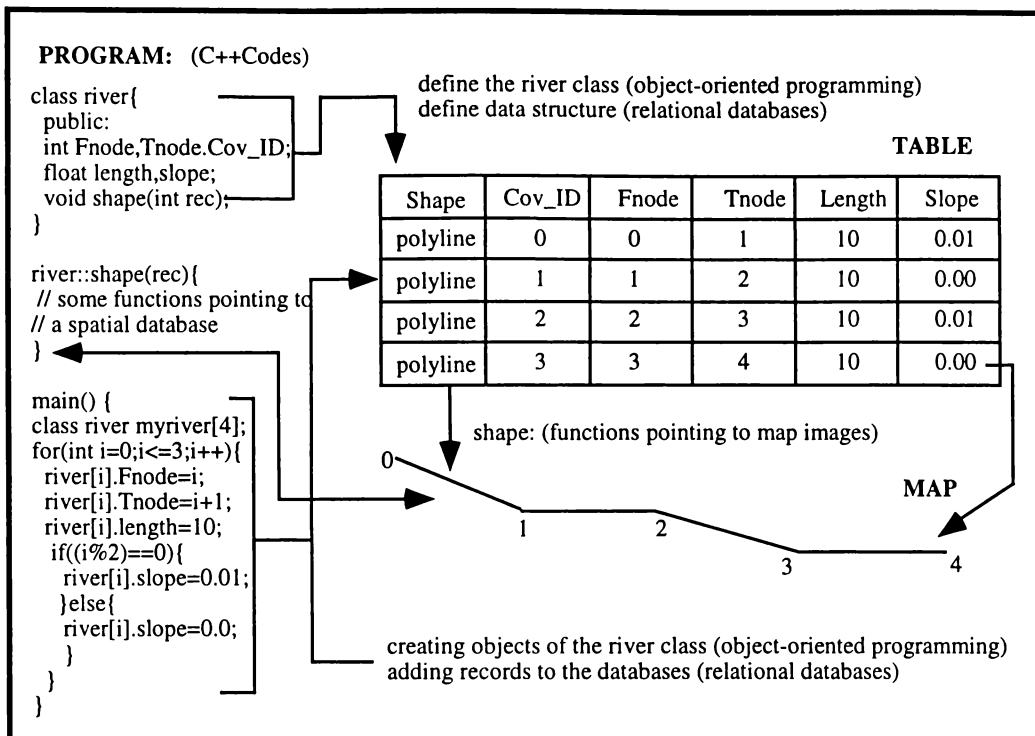 PROGRAM: (C++Codes)
class river{
public:
int Fnode,Tnode.Cov_ID;
float length,slope;
void shape(int rec);
}
river::shape(rec){
// some functions pointing to
// a spatial database
}
main() {
class river myriver[4];
for(int i=0;i<=3;i++){
river[i].Fnode=i;
river[i].Tnode=i+1;
river[i].length=10;
if((i%2)==0){
river[i].slope=0.01;
}else{
river[i].slope=0.0;
}
}
}
define the river class (object-oriented programming)
define data structure (relational databases)
TABLE
Shape Cov_ID Fnode Tnode Length Slope
polyline 0 0 1 10 0.01
polyline 1 1 2 10 0.00
polyline 2 2 3 10 0.01
polyline 3 3 4 10 0.00
shape: (functions pointing to map images)
MAP
0
1
2
3
4
creating objects of the river class (object-oriented programming)
adding records to the databases (relational databases)